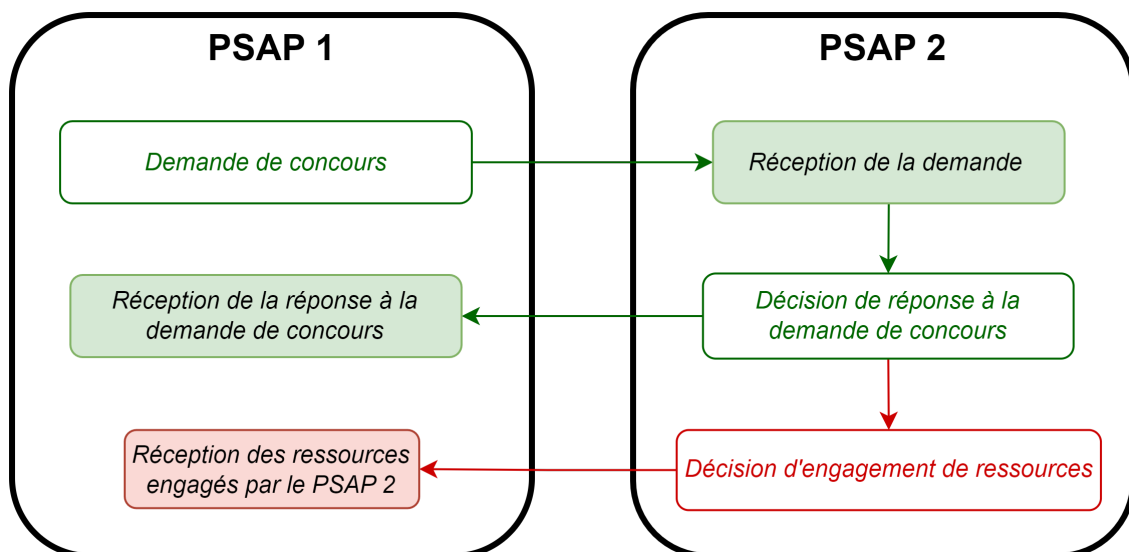 PSAP 1
PSAP 2
Demande de concours
Réception de la demande
Réception de la réponse à la
demande de concours
Décision de réponse à la
demande de concours
Réception des ressources
engagés par le PSAP 2
Décision d'engagement de ressources